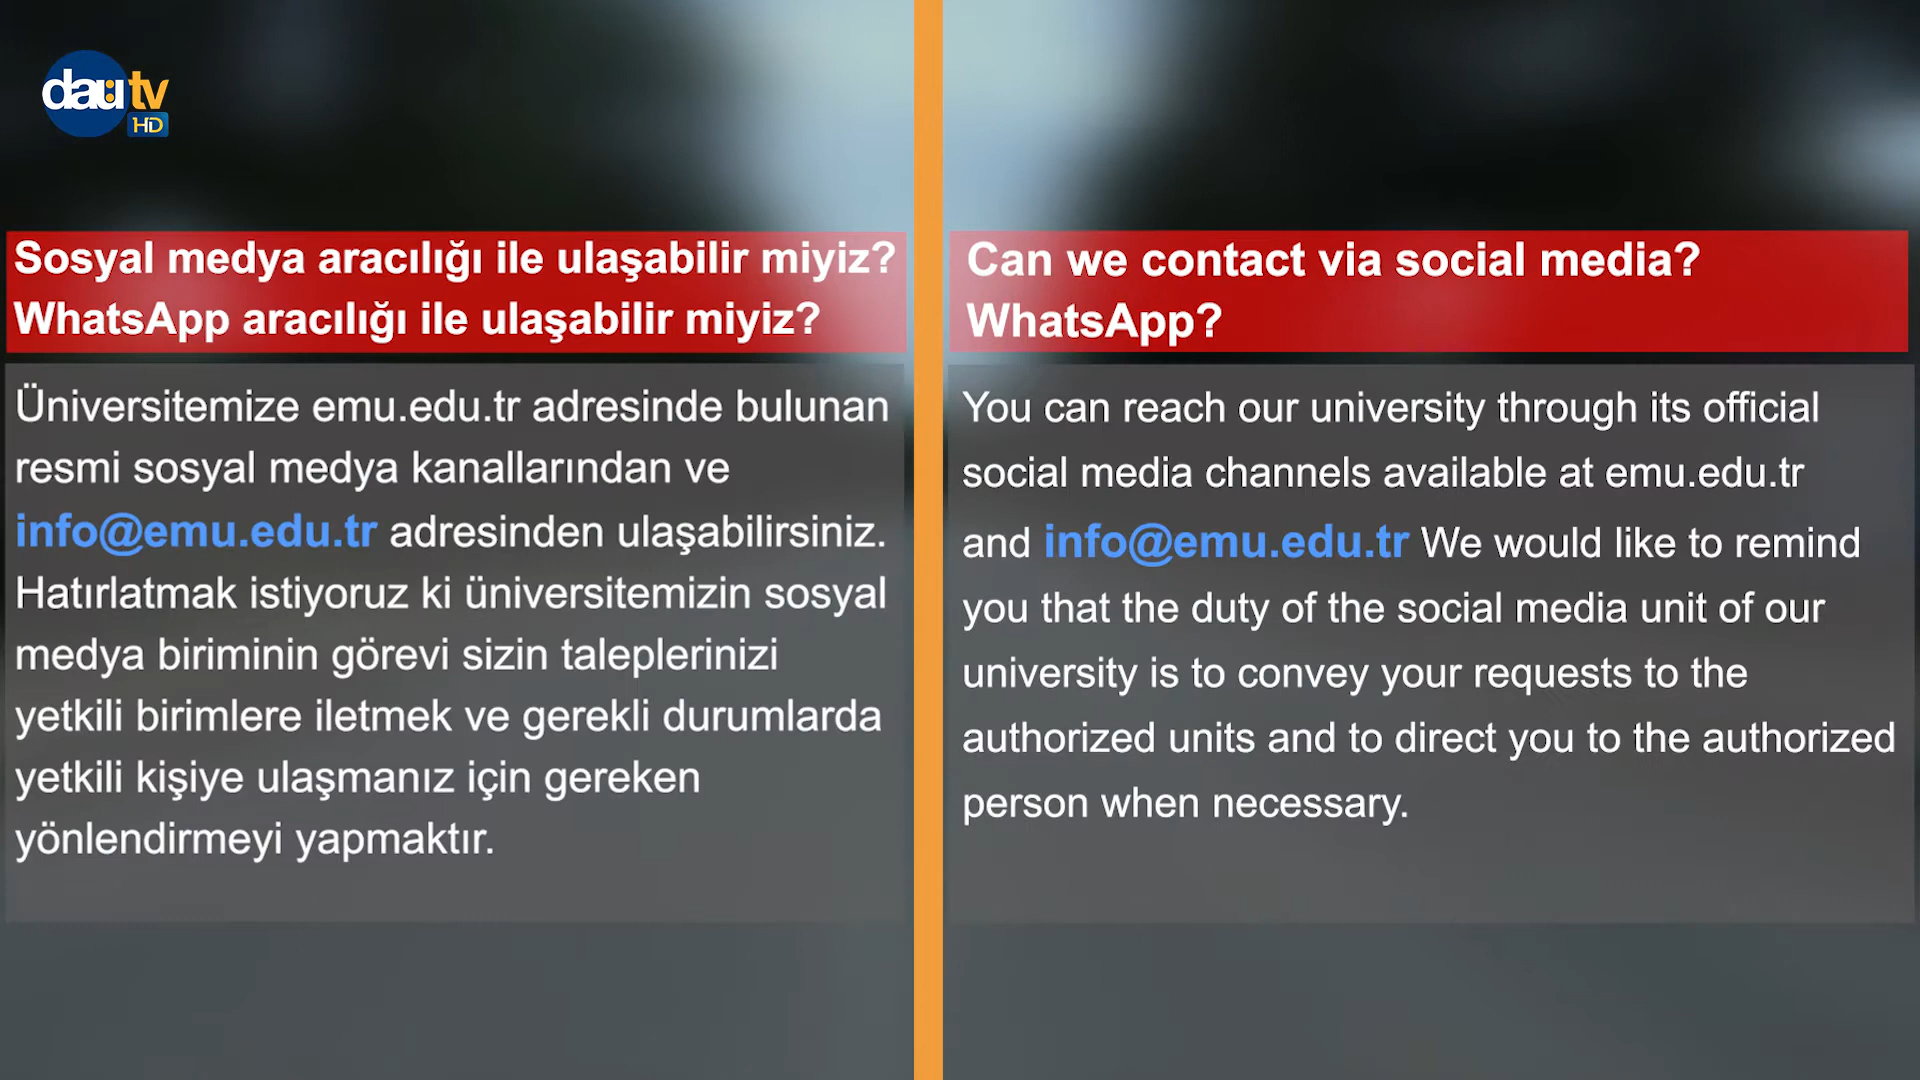 daü tv
HD
Sosyal medya aracılığı ile ulaşabilir miyiz?
WhatsApp aracılığı ile ulaşabilir miyiz?
Üniversitemize emu.edu.tr adresinde bulunan
resmi sosyal medya kanallarından ve
info@emu.edu.tr adresinden ulaşabilirsiniz.
Hatırlatmak istiyoruz ki üniversitemizin sosyal
medya biriminin görevi sizin taleplerinizi
yetkili birimlere iletmek ve gerekli durumlarda
yetkili kişiye ulaşmanız için gereken
yönlendirmeyi yapmaktır.
Can we contact via social media?
WhatsApp?
You can reach our university through its official
social media channels available at emu.edu.tr
and info@emu.edu.tr We would like to remind
you that the duty of the social media unit of our
university is to convey your requests to the
authorized units and to direct you to the authorized
person when necessary.